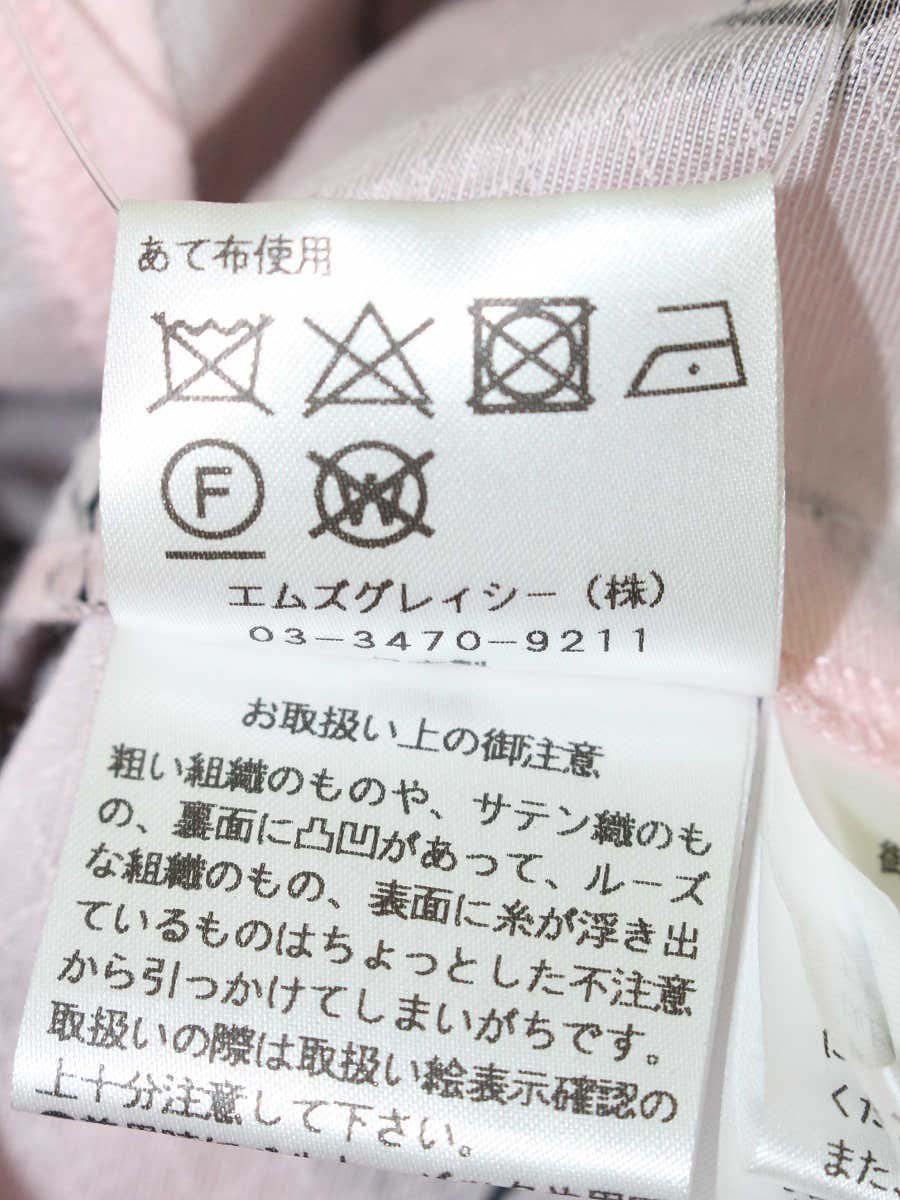 あて布使用
F
W
エムズグレイシー（株）
03-3470-9211
お取扱い上の御注意
粗い組織のものや、サテン織のも
の、裏面に凸凹があって、ルーズ
な組織のもの、表面に糸が浮き出
ているものはちょっとした不注意
から引っかけてしまいがちです。
取扱いの際は取扱い絵表示確認の
上十分注意して下さい。
に
くだ
また